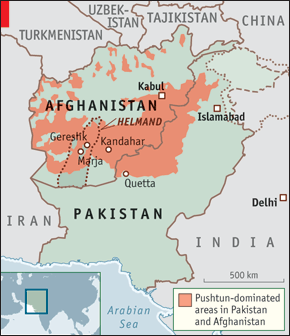 UZBEK-
ISTAN
TAJIKISTAN
CHINA
TURKMENISTAN
Kabul
AFGHANISTAN
Islamabad
HELMAND
Gereshk
Kandahar
Marja
Quetta
PAKISTAN
Delhi
IRAN
INDIA
500 km
Arabian
Sea
Pushtun-dominated
areas in Pakistan
and Afghanistan